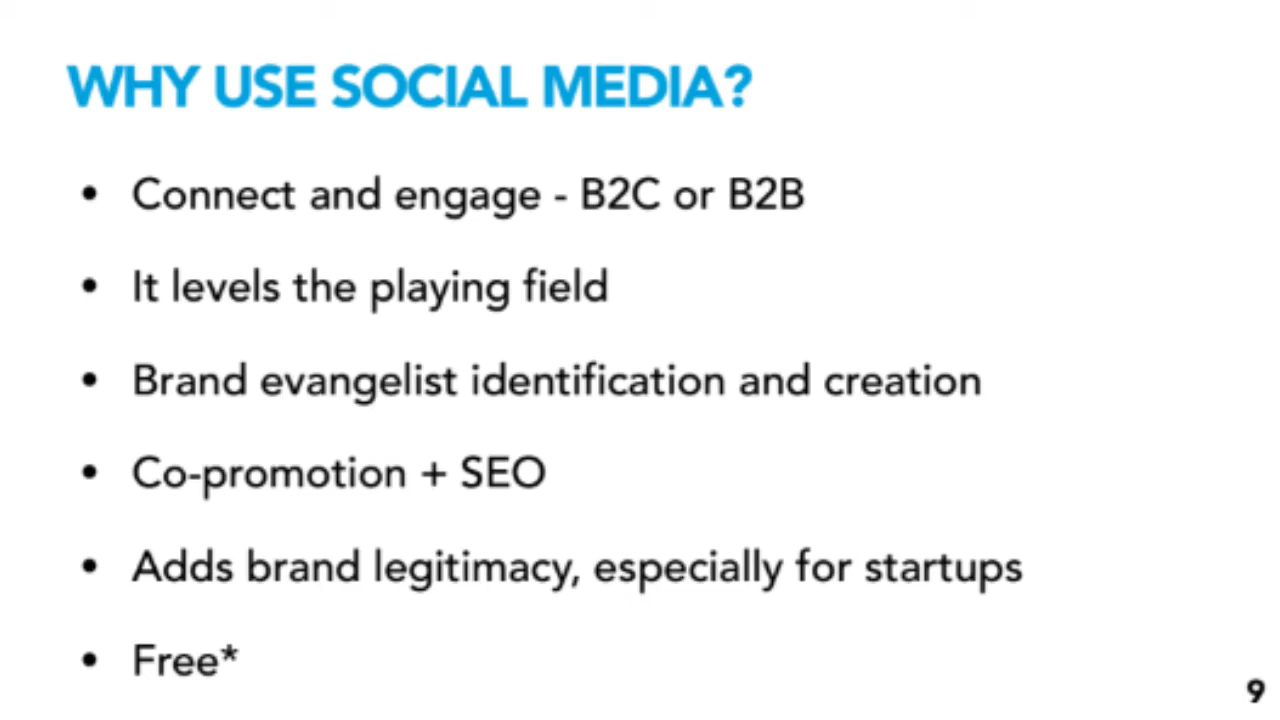 WHY USE SOCIAL MEDIA?
• Connect and engage - B2C or B2B
• It levels the playing field
• Brand evangelist identification and creation
• Co-promotion + SEO
• Adds brand legitimacy, especially for startups
• Free*
9